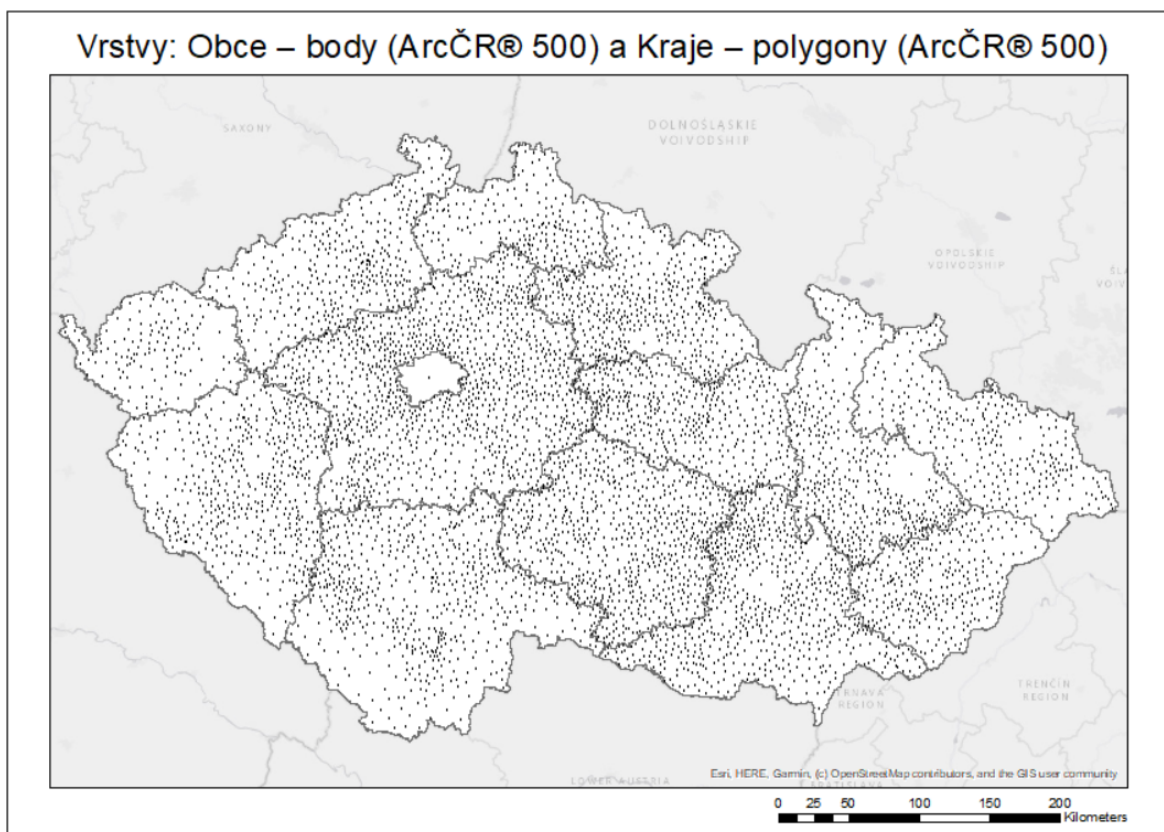 Vrstvy: Obce – body (ArcČR® 500) a Kraje – polygony (ArcČR® 500)
SAXONY
DOLNOŚLĄSKIE
VOIVODSHIP
OPOLSKIE
VOIVODSHIP
TRENČÍN
REGION
REGION
LOWER AUSTRIA
Esri, HERE, Garmin, (c) OpenStreetMap contributors, and the GIS user community
0 25 50 100 150 200
Kilometers